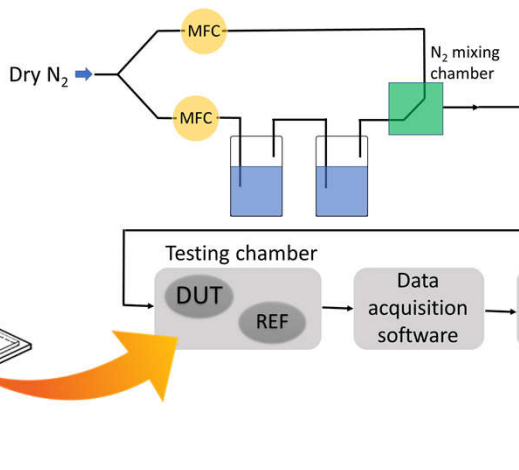 MFC
N₂ mixing
chamber
Dry N₂
MFC
Testing chamber
DUT
REF
Data
acquisition
software